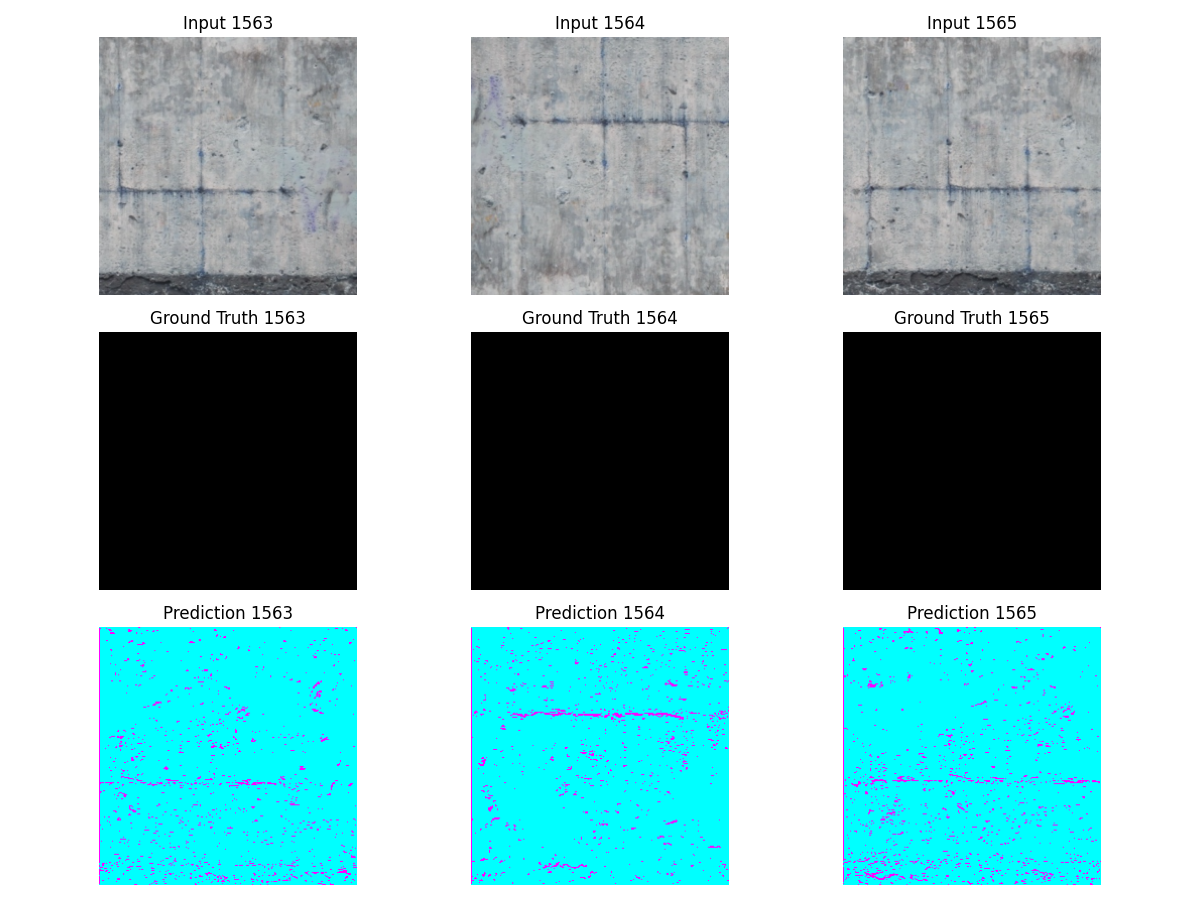 Input 1563
Input 1564
Input 1565
Ground Truth 1563
Ground Truth 1564
Ground Truth 1565
Prediction 1563
Prediction 1564
Prediction 1565